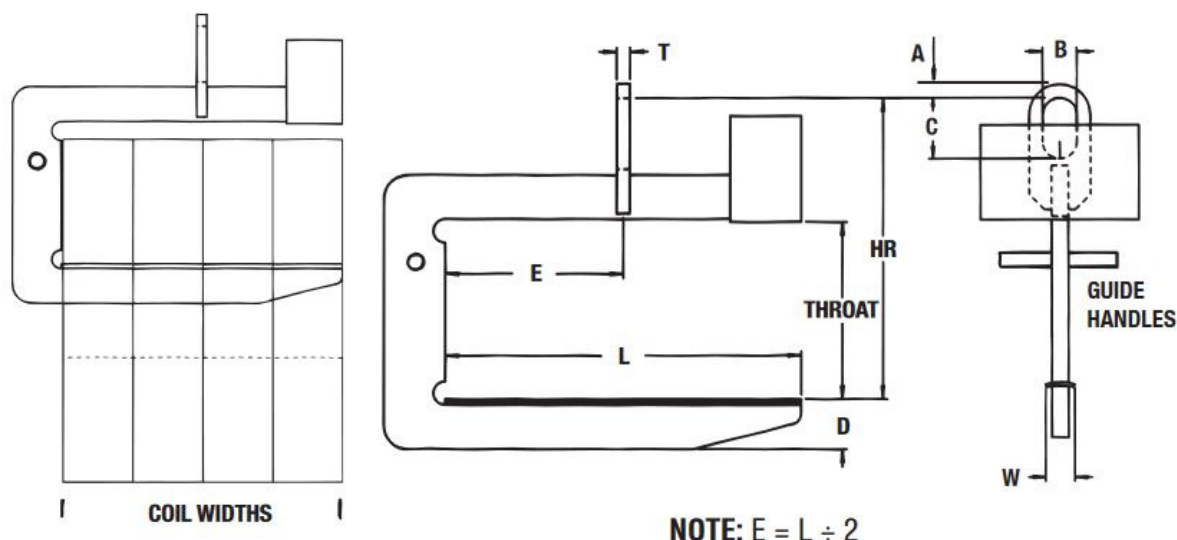 T
A
B
C
HR
E
THROAT
GUIDE
HANDLES
L
D
W
COIL WIDTHS
NOTE: E = L ÷ 2